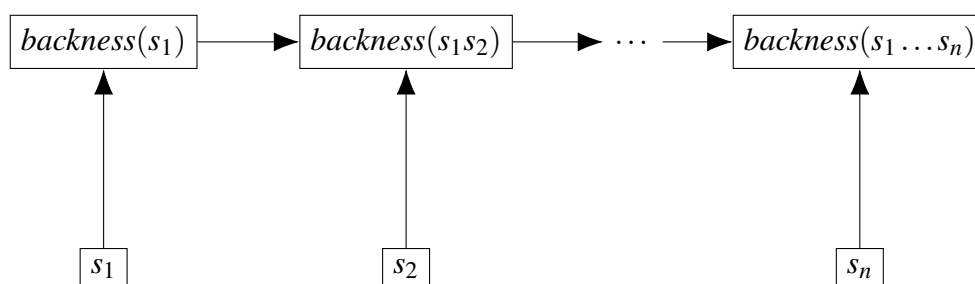 backness(s₁) backness(s₁s₂) ⋯ backness(s₁…sₙ)
s₁ s₂ sₙ